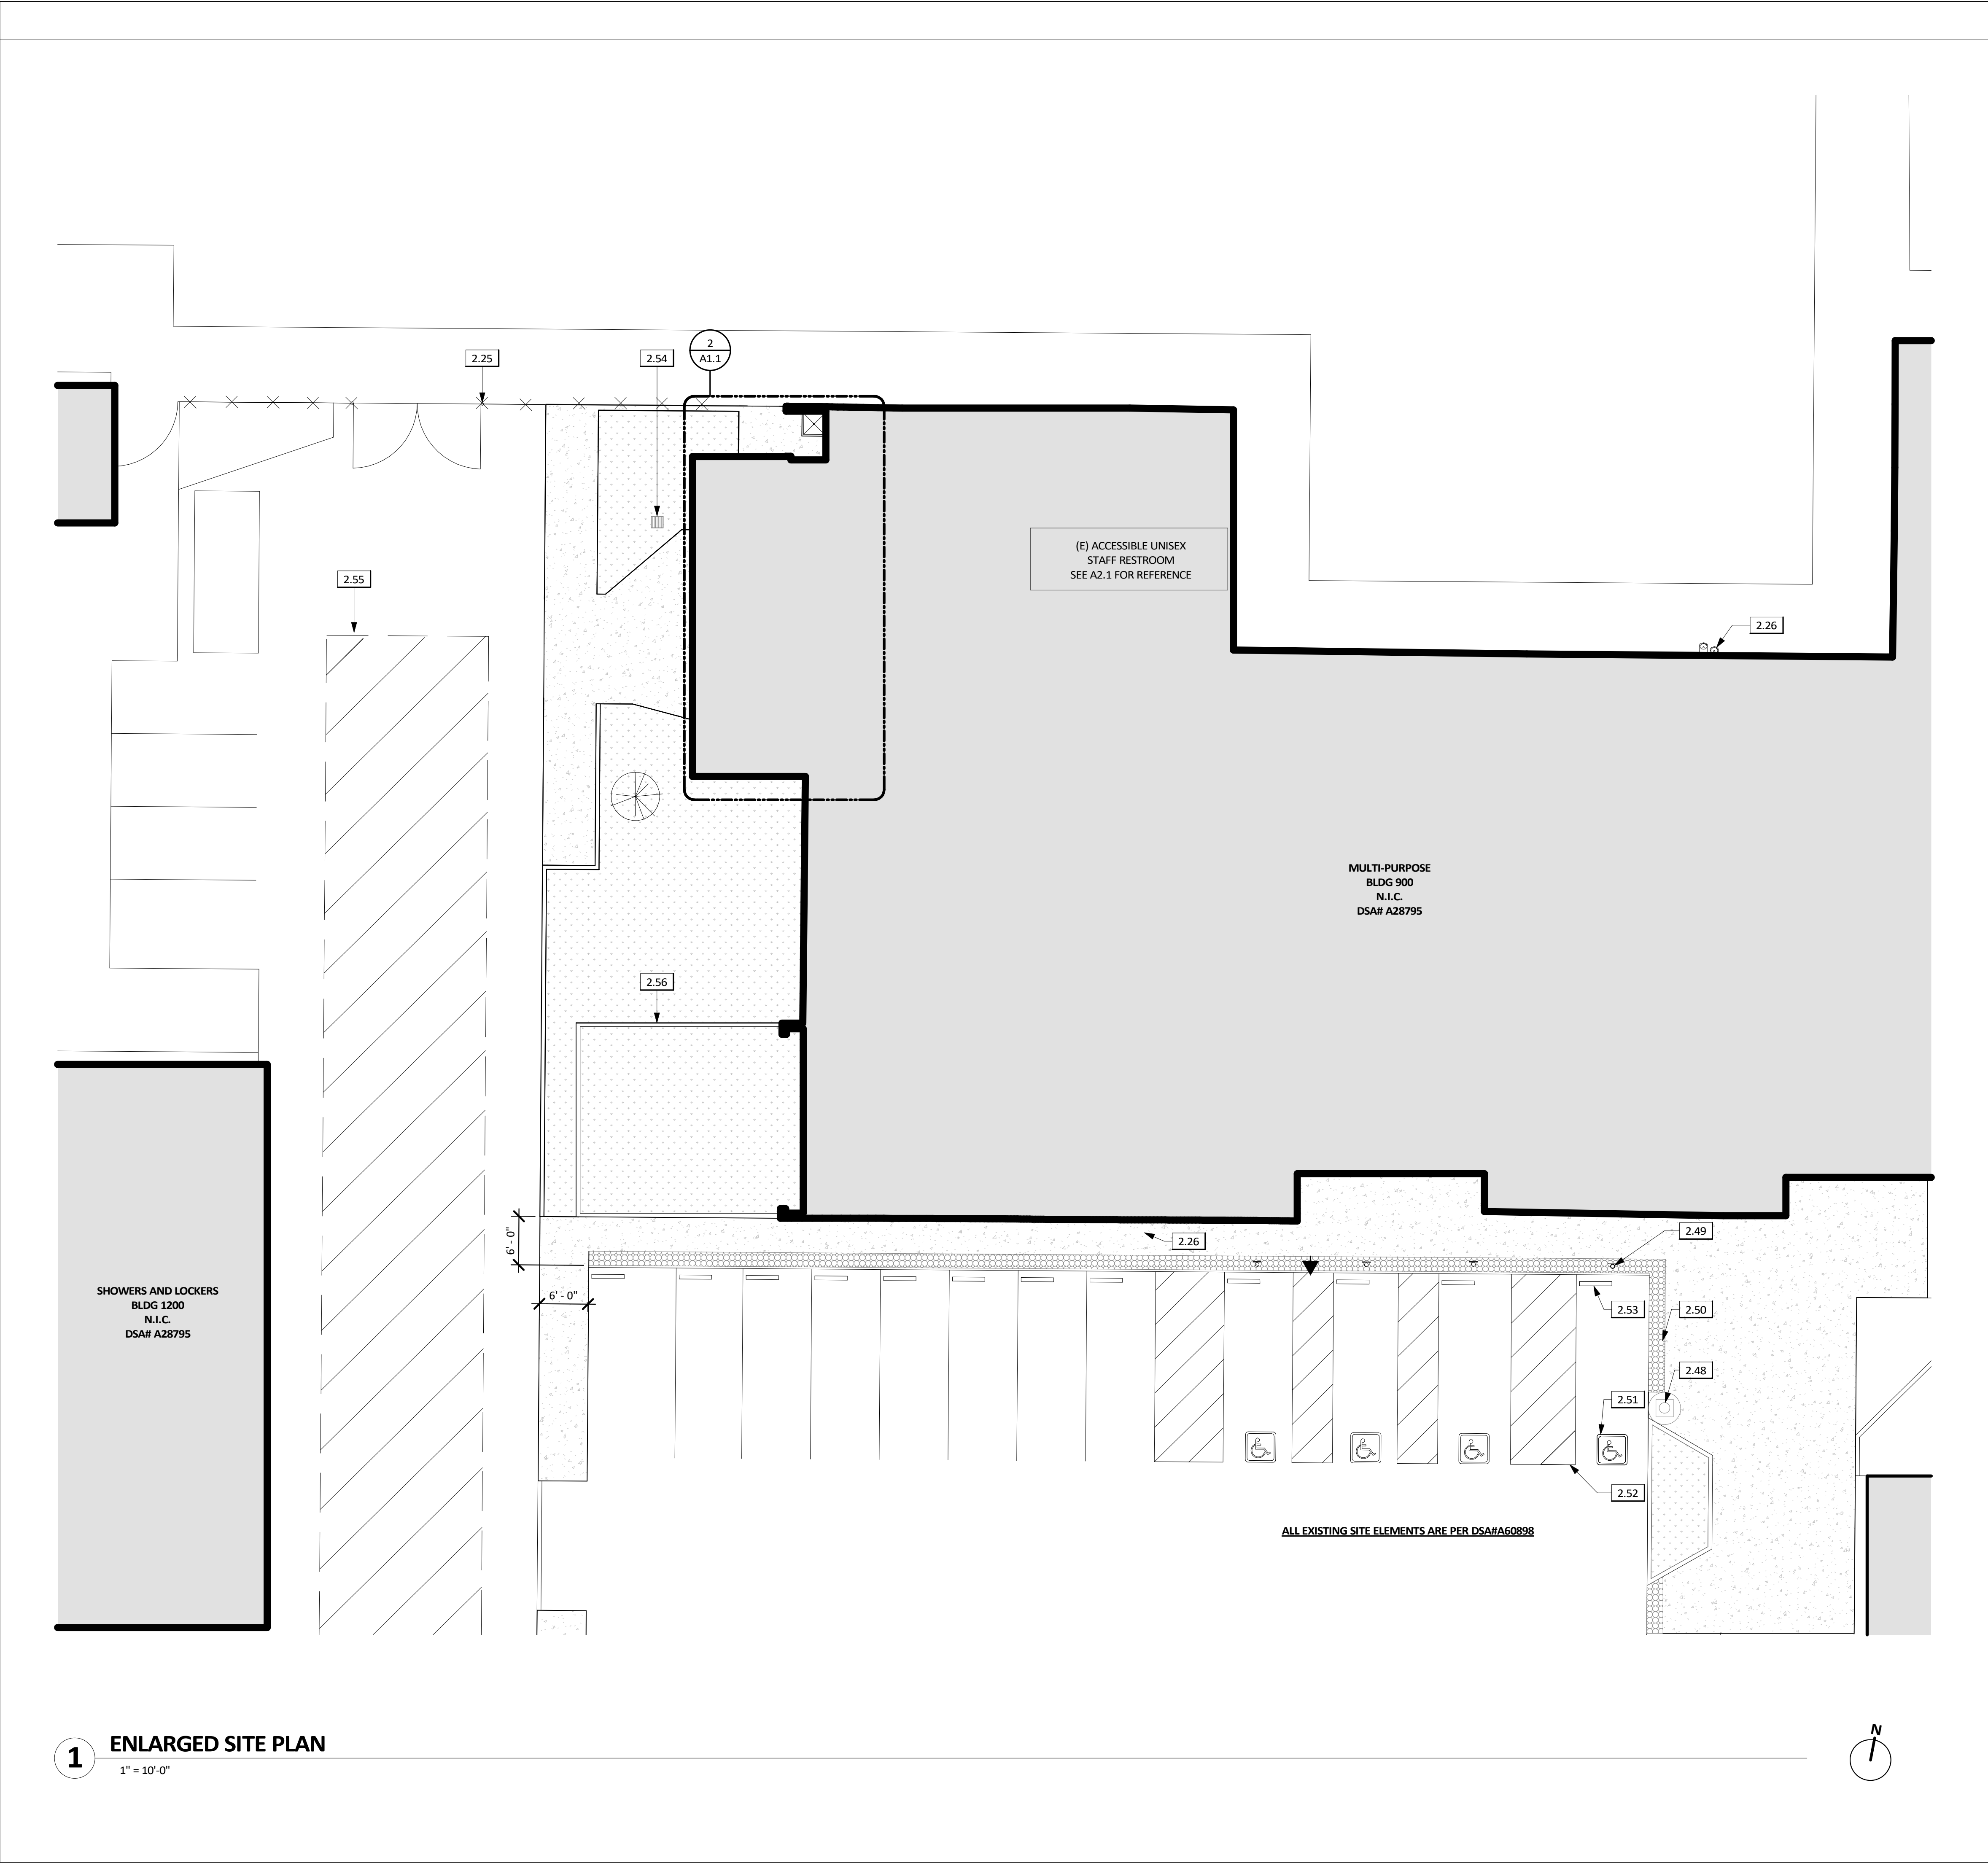 2
A1.1
2.25
2.54
(E) ACCESSIBLE UNISEX
STAFF RESTROOM
SEE A2.1 FOR REFERENCE
2.55
2.26
MULTI-PURPOSE
BLDG 900
N.I.C.
DSA# A28795
2.56
6' - 0"
2.26
2.49
6' - 0"
2.53
2.50
SHOWERS AND LOCKERS
BLDG 1200
N.I.C.
DSA# A28795
2.48
2.51
2.52
ALL EXISTING SITE ELEMENTS ARE PER DSA#A60898
1
ENLARGED SITE PLAN
1" = 10'-0"
N